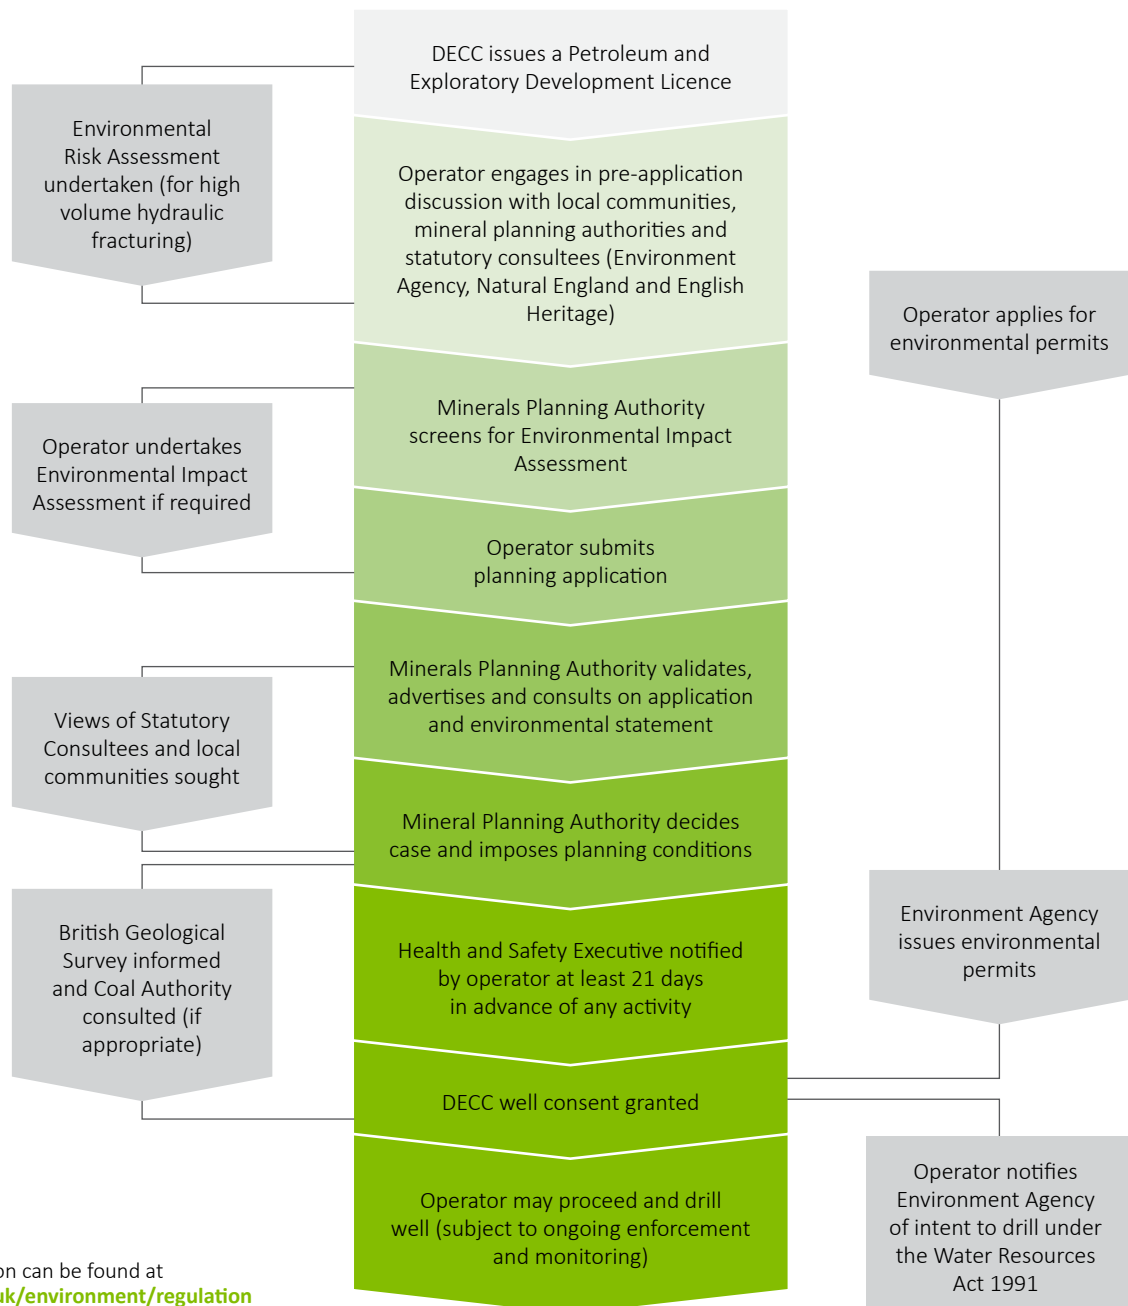 DECC issues a Petroleum and
Exploratory Development Licence
Environmental
Risk Assessment
undertaken (for high
volume hydraulic
fracturing)
Operator engages in pre-application
discussion with local communities,
mineral planning authorities and
statutory consultees (Environment
Agency, Natural England and English
Heritage)
Operator applies for
environmental permits
Minerals Planning Authority
screens for Environmental Impact
Assessment
Operator undertakes
Environmental Impact
Assessment if required
Operator submits
planning application
Minerals Planning Authority validates,
advertises and consults on application
and environmental statement
Views of Statutory
Consultees and local
communities sought
Mineral Planning Authority decides
case and imposes planning conditions
British Geological
Survey informed
and Coal Authority
consulted (if
appropriate)
Health and Safety Executive notified
by operator at least 21 days
in advance of any activity
Environment Agency
issues environmental
permits
DECC well consent granted
Operator may proceed and drill
well (subject to ongoing enforcement
and monitoring)
Operator notifies
Environment Agency
of intent to drill under
the Water Resources
Act 1991
on can be found at
uk/environment/regulation